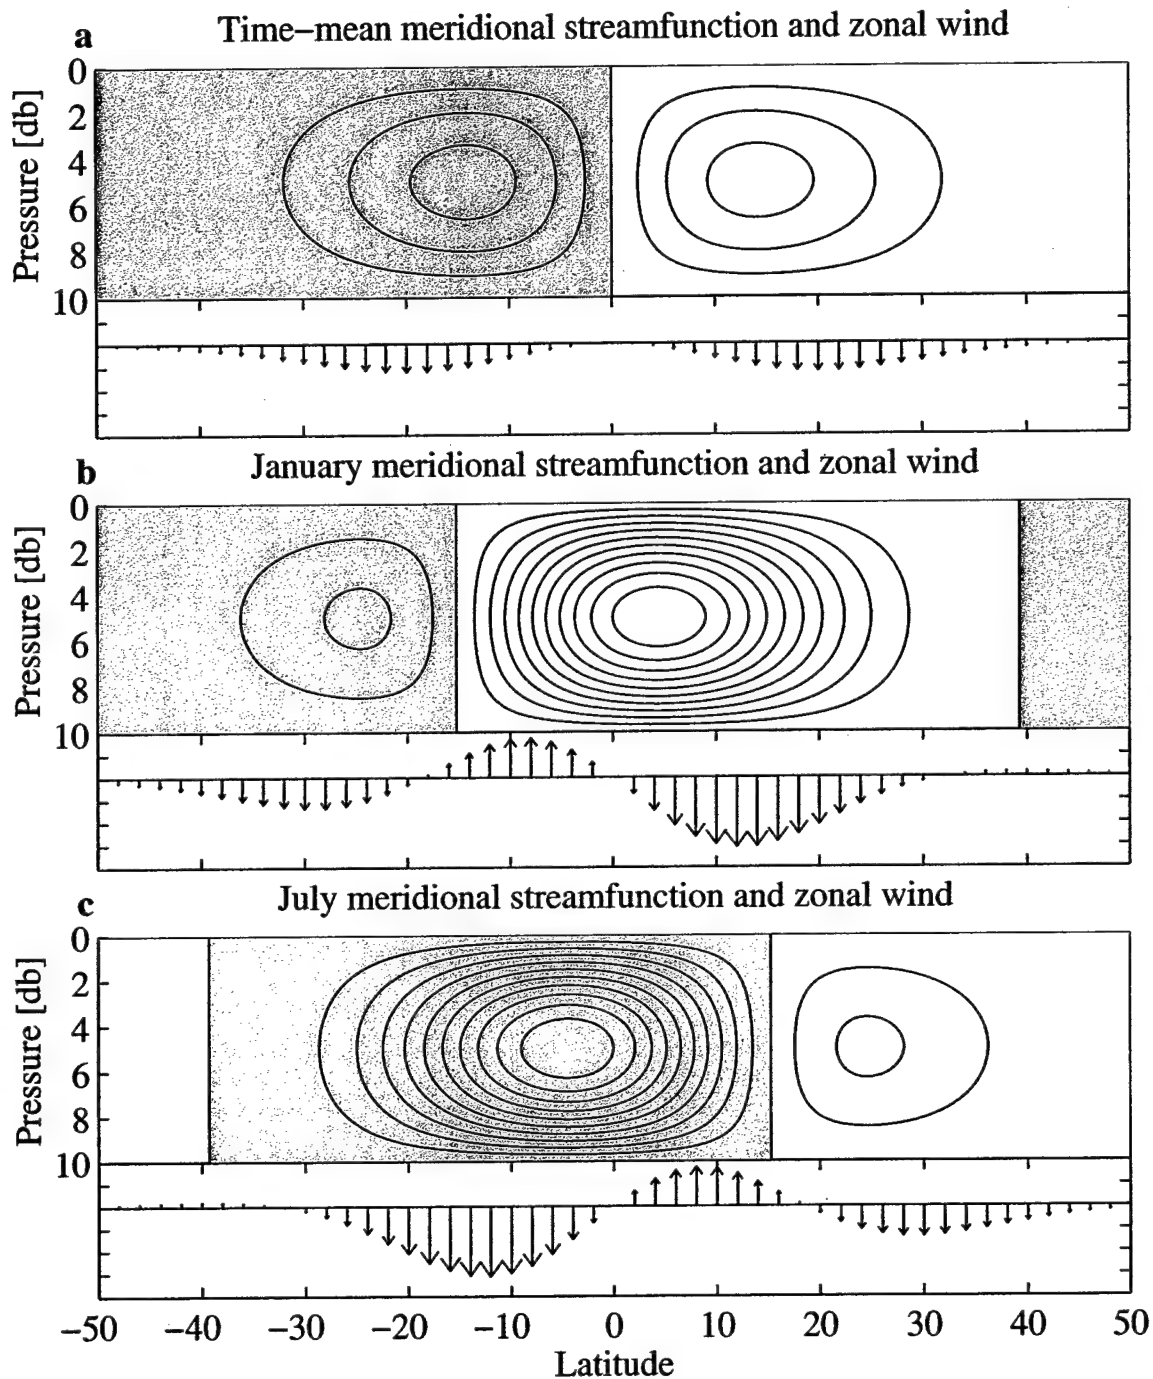 a
Time−mean meridional streamfunction and zonal wind
Pressure [db]
0
2
4
6
8
10
b
January meridional streamfunction and zonal wind
Pressure [db]
0
2
4
6
8
10
c
July meridional streamfunction and zonal wind
Pressure [db]
0
2
4
6
8
10
−50 −40 −30 −20 −10 0 10 20 30 40 50
Latitude